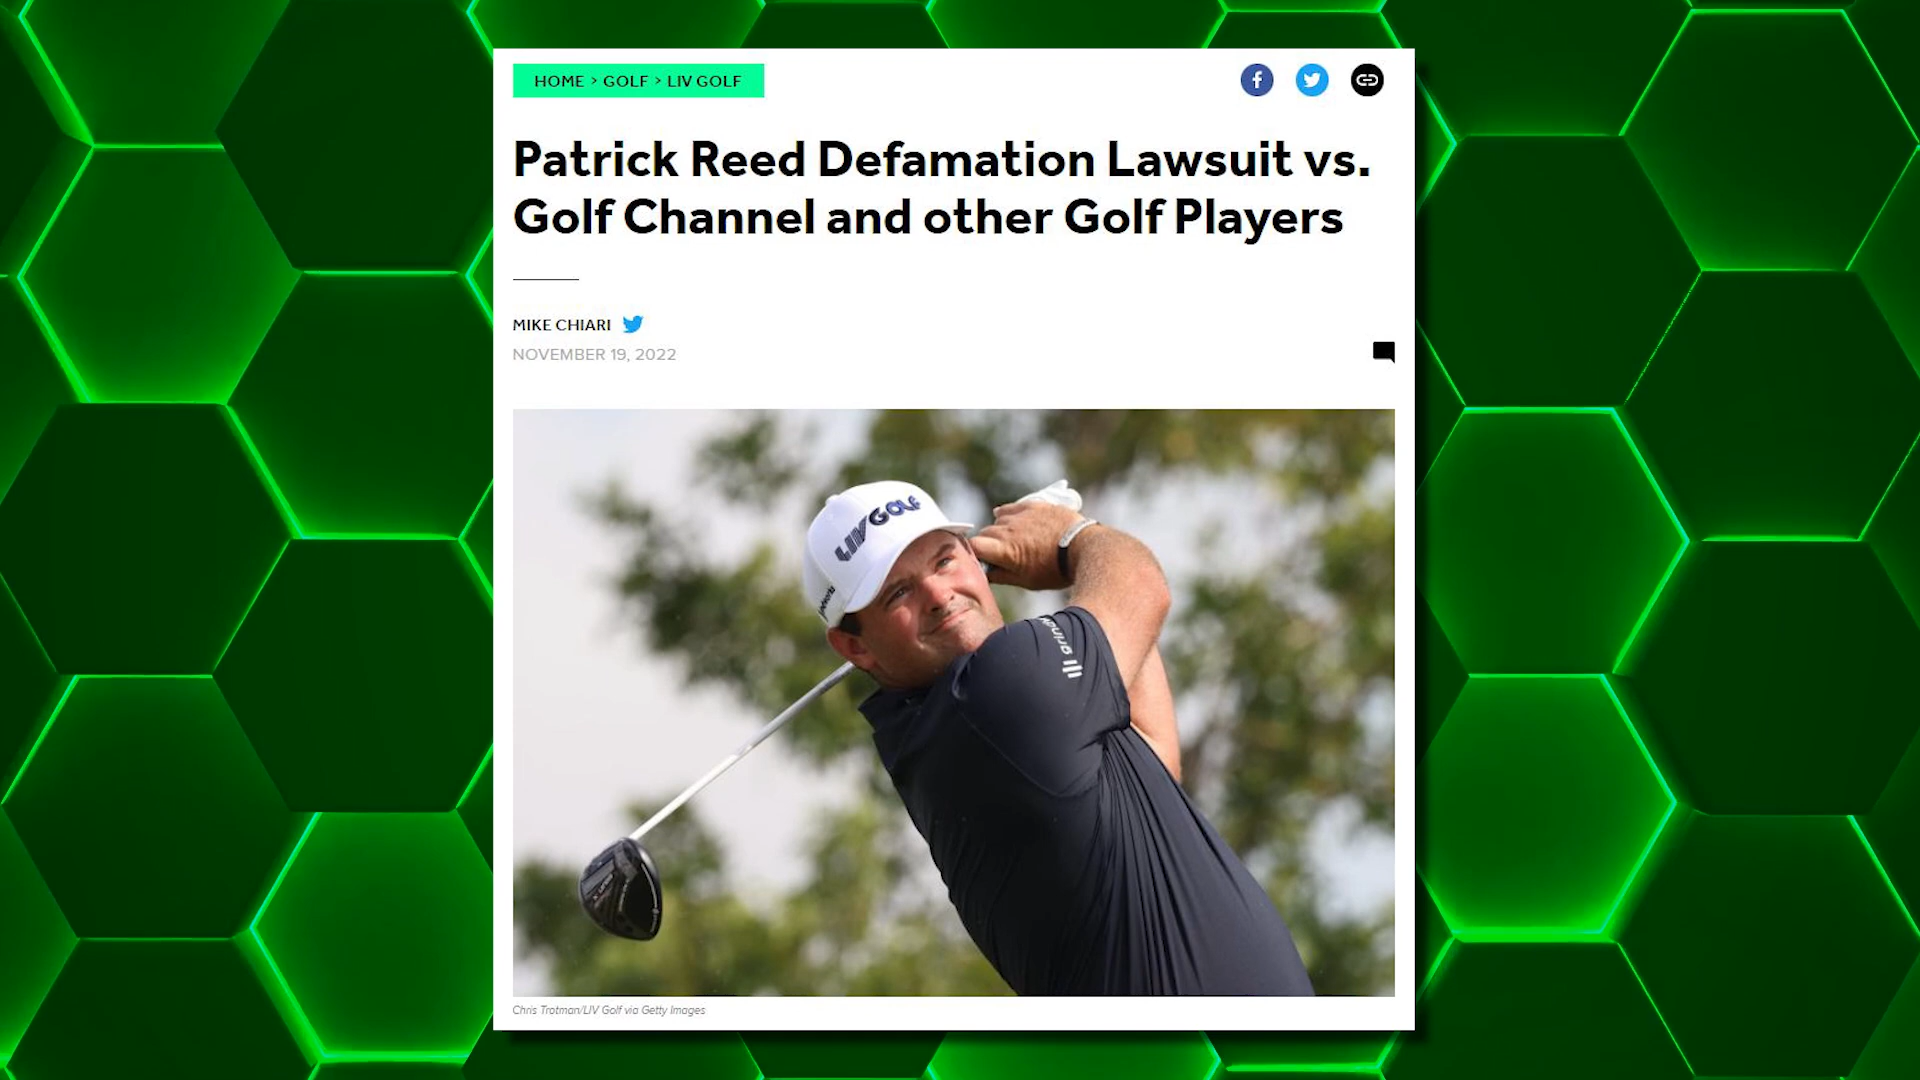 HOME > GOLF > LIV GOLF
Patrick Reed Defamation Lawsuit vs.
Golf Channel and other Golf Players
MIKE CHIARI
NOVEMBER 19, 2022
LIV GOLF
grind
Chris Trotman/LIV Golf via Getty Images